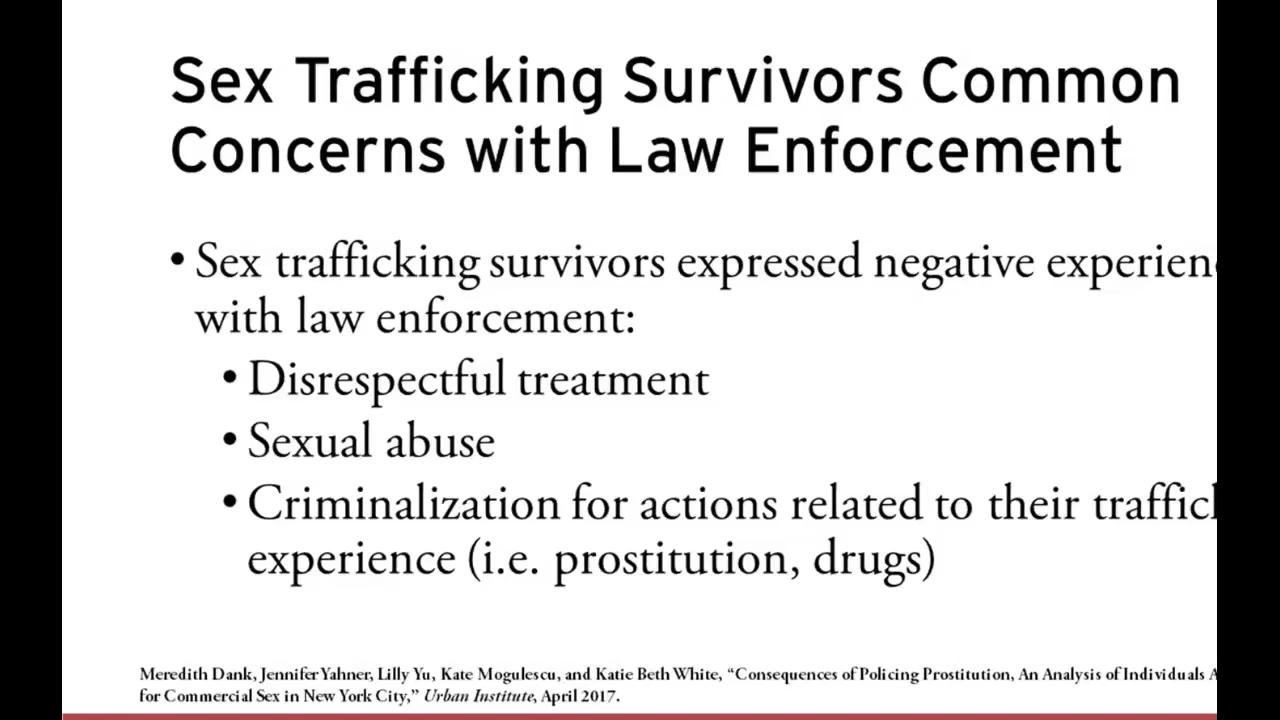 Sex Trafficking Survivors Common
Concerns with Law Enforcement
• Sex trafficking survivors expressed negative experien
with law enforcement:
• Disrespectful treatment
• Sexual abuse
• Criminalization for actions related to their traffic
experience (i.e. prostitution, drugs)
Meredith Dank, Jennifer Yahner, Lilly Yu, Kate Mogulescu, and Katie Beth White, “Consequences of Policing Prostitution, An Analysis of Individuals A
for Commercial Sex in New York City,” Urban Institute, April 2017.